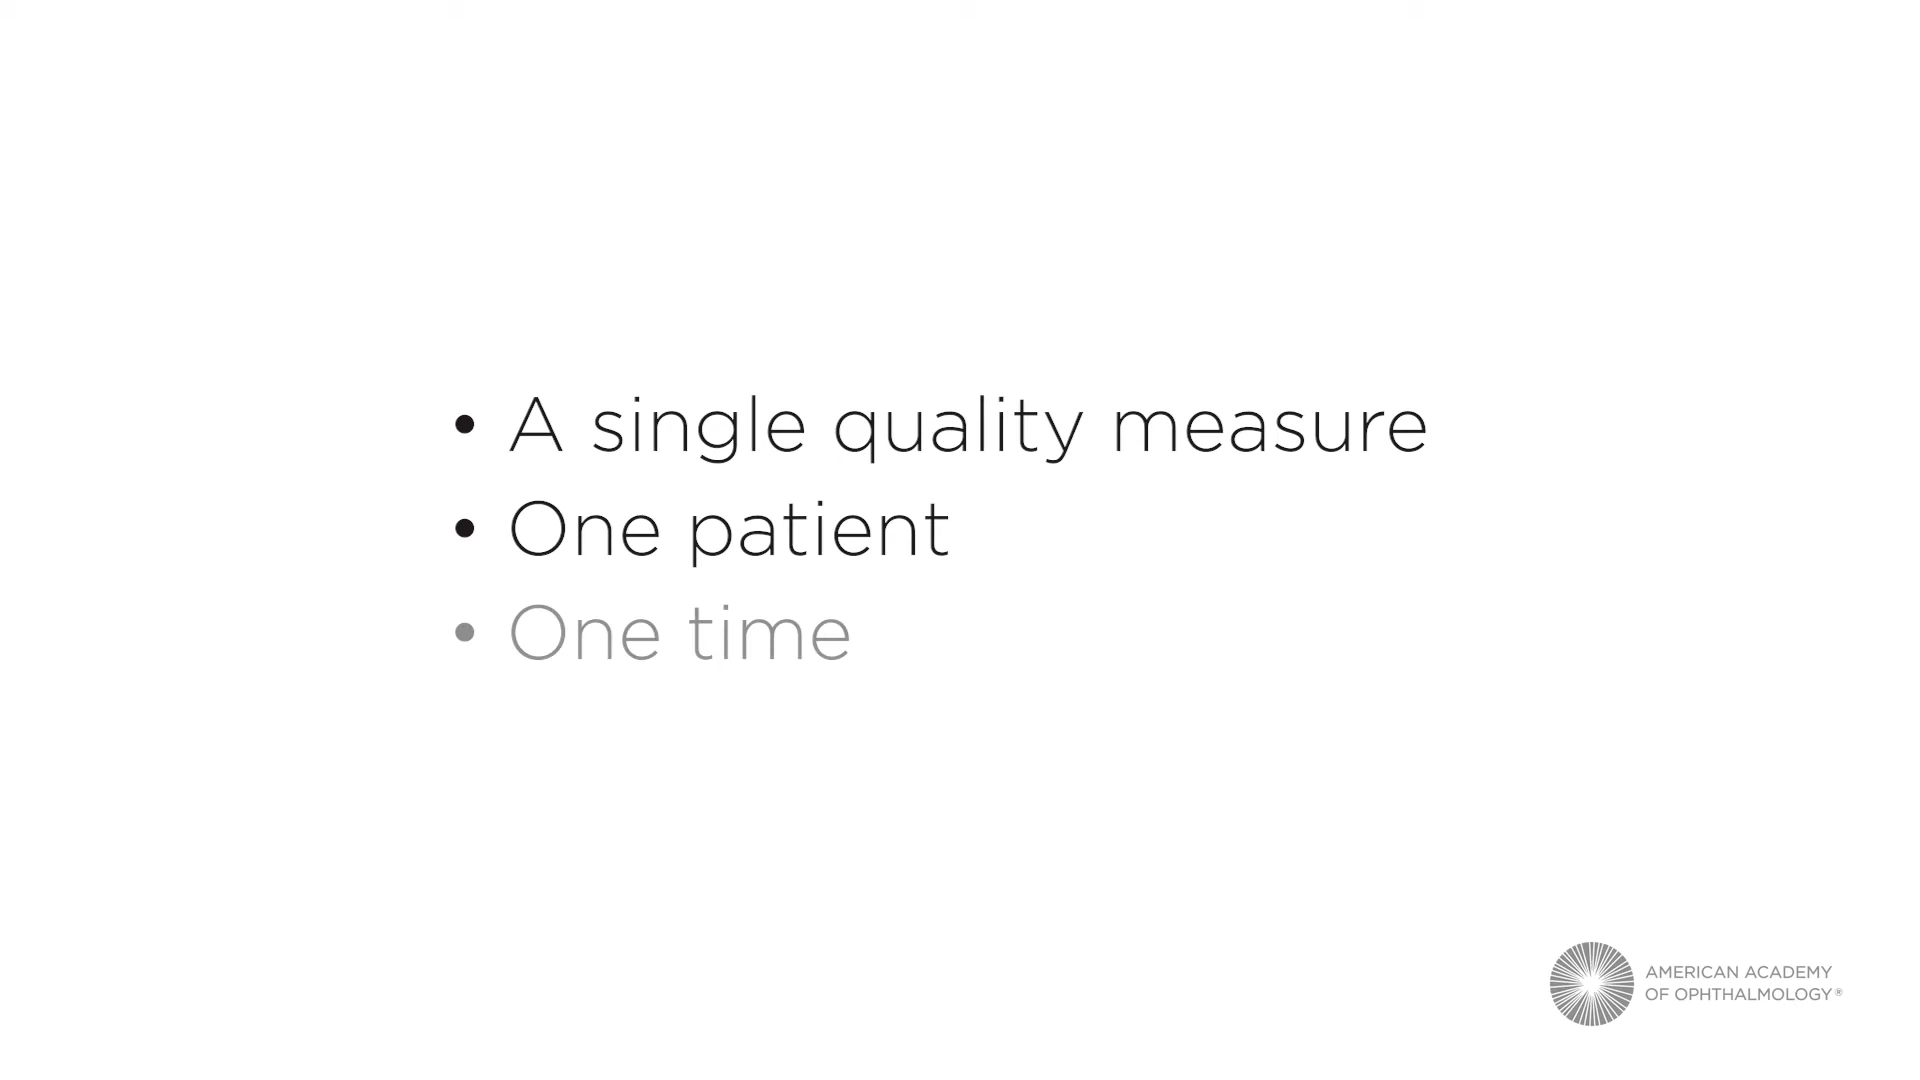 • A single quality measure
• One patient
• One time
AMERICAN ACADEMY
OF OPHTHALMOLOGY®